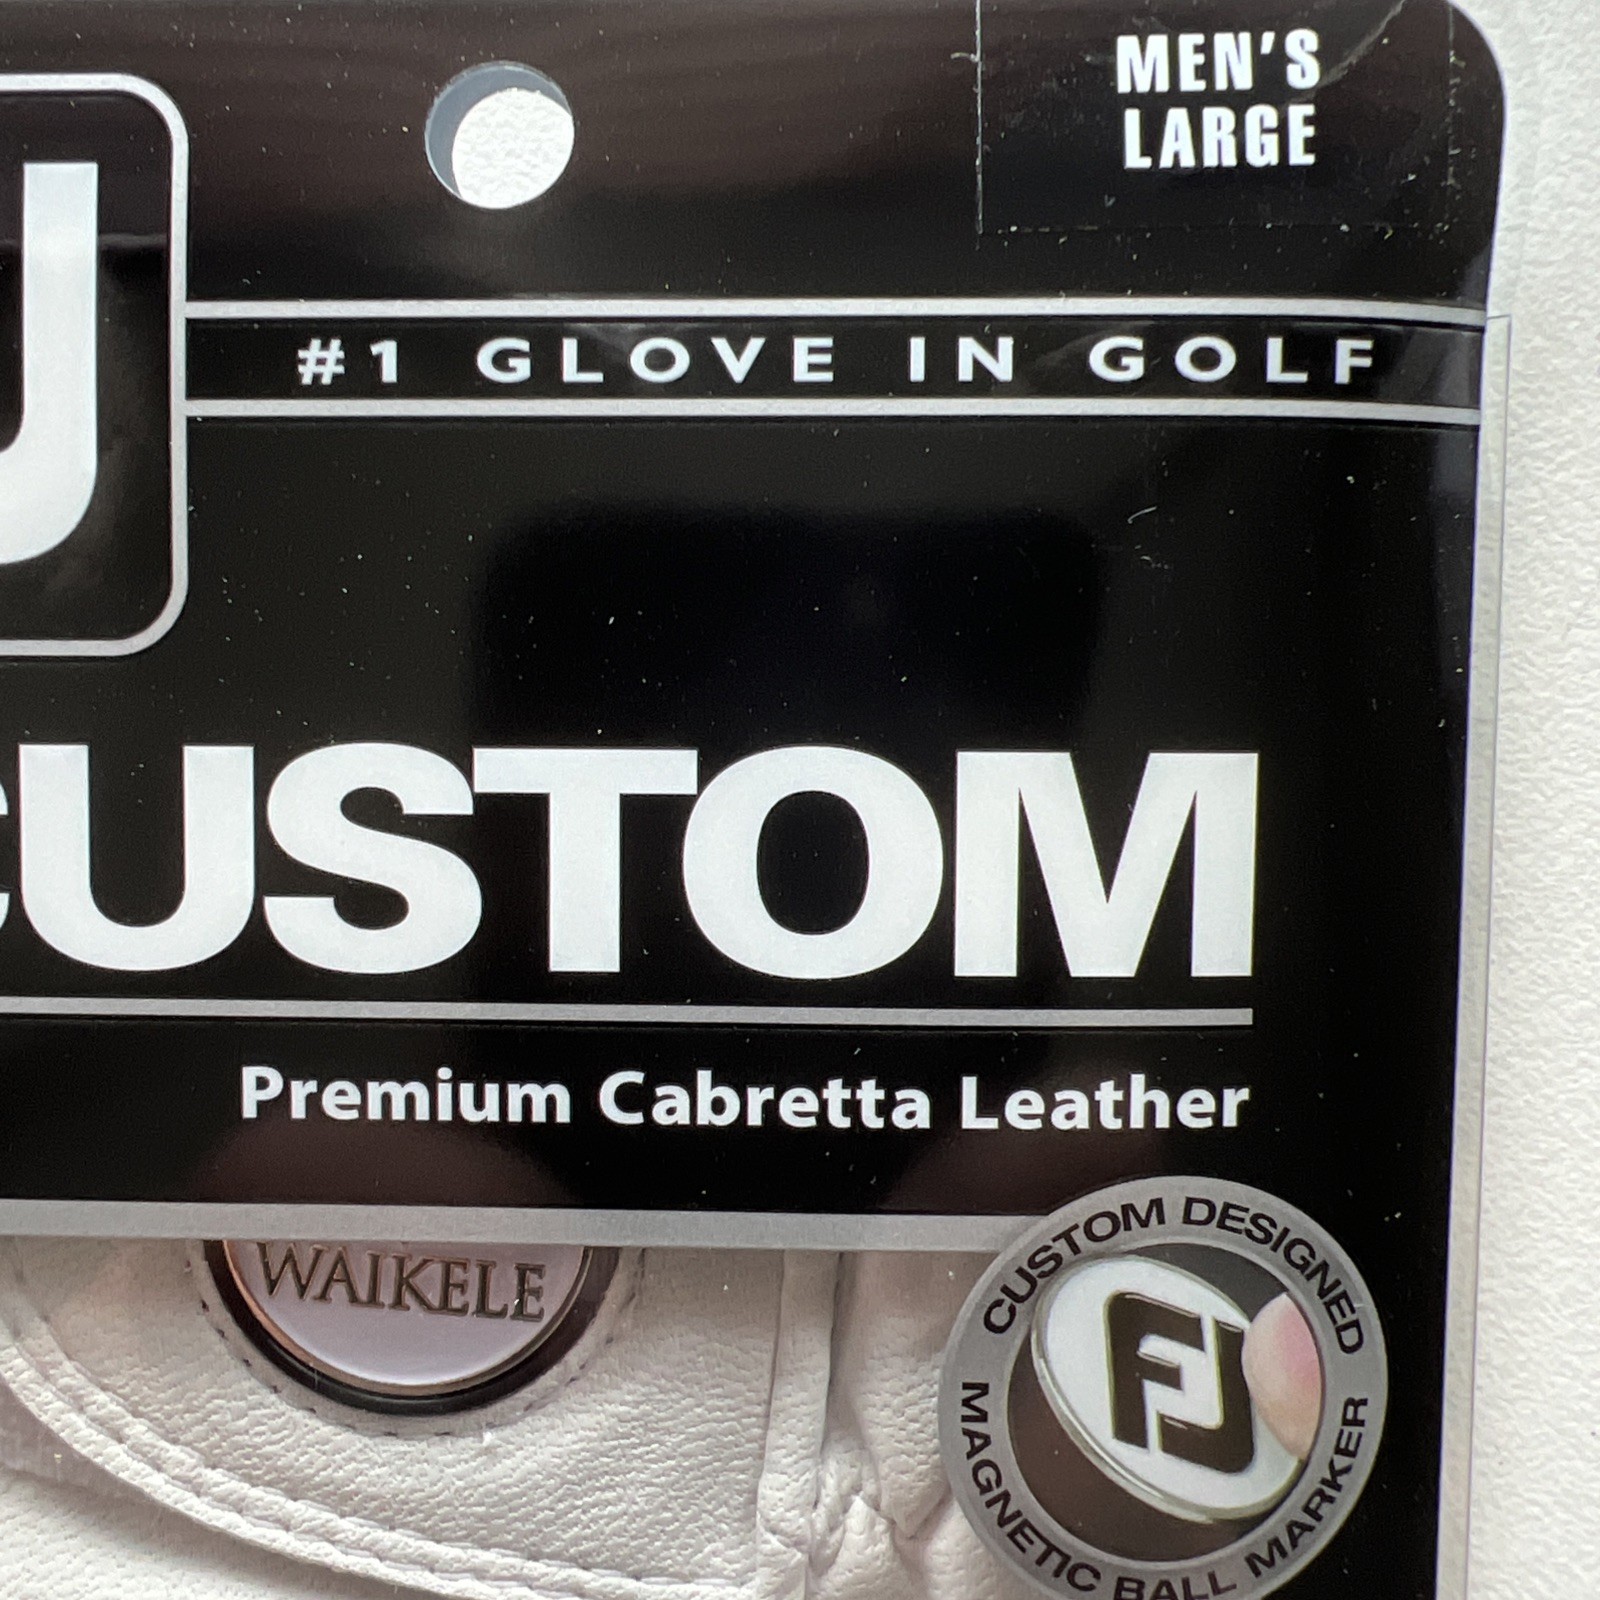 MEN'S
LARGE
J
#1 GLOVE IN GOLF
CUSTOM
Premium Cabretta Leather
WAIKELE
CUSTOM DESIGNED
FJ
MAGNETIC BALL MARKER